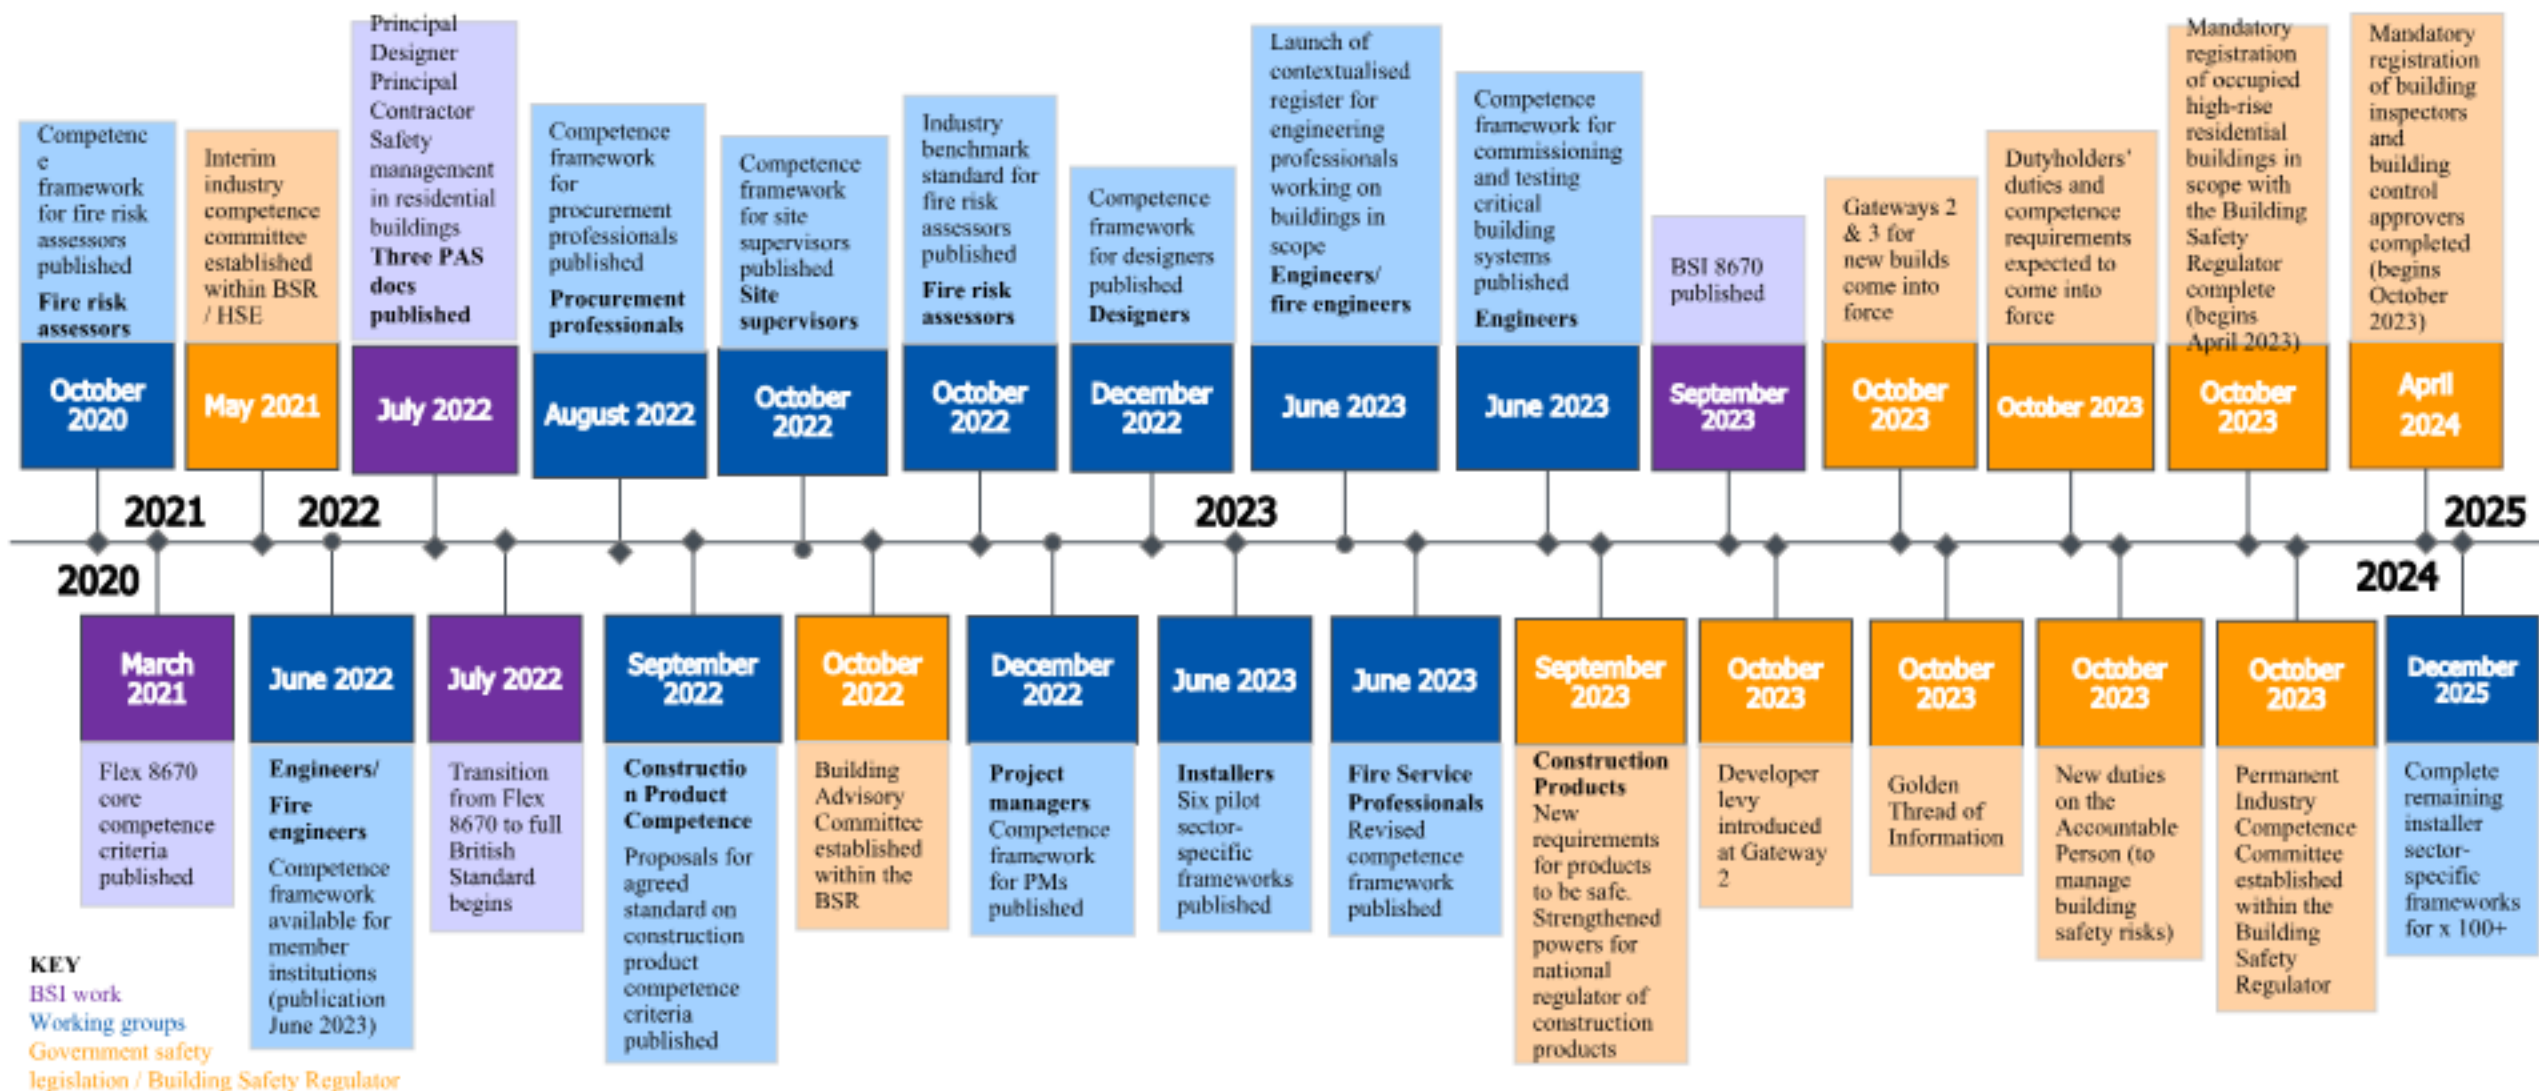 Competenc
e
framework
for fire risk
assessors
published
Fire risk
assessors
October
2020
Interim
industry
competence
committee
established
within BSR
/ HSE
May 2021
Principal
Designer
Principal
Contractor
Safety
management
in residential
buildings
Three PAS
docs
published
July 2022
Competence
framework
for
procurement
professionals
published
Procurement
professionals
August 2022
Competence
framework
for site
supervisors
published
Site
supervisors
October
2022
Industry
benchmark
standard for
fire risk
assessors
published
Fire risk
assessors
October
2022
Competence
framework
for designers
published
Designers
December
2022
Launch of
contextualised
register for
engineering
professionals
working on
buildings in
scope
Engineers/
fire engineers
June 2023
Competence
framework for
commissioning
and testing
critical
building
systems
published
Engineers
June 2023
BSI 8670
published
September
2023
Gateways 2
& 3 for
new builds
come into
force
October
2023
Dutyholders'
duties and
competence
requirements
expected to
come into
force
October 2023
Mandatory
registration
of occupied
high-rise
residential
buildings in
scope with
the Building
Safety
Regulator
complete
(begins
April 2023)
October
2023
Mandatory
registration
of building
inspectors
and
building
control
approvers
completed
(begins
October
2023)
April
2024
2021
2022
2023
2025
2020
2024
March
2021
Flex 8670
core
competence
criteria
published
June 2022
Engineers/
Fire
engineers
Competence
framework
available for
member
institutions
(publication
June 2023)
July 2022
Transition
from Flex
8670 to full
British
Standard
begins
September
2022
Constructio
n Product
Competence
Proposals for
agreed
standard on
construction
product
competence
criteria
published
October
2022
Building
Advisory
Committee
established
within the
BSR
December
2022
Project
managers
Competence
framework
for PMs
published
June 2023
Installers
Six pilot
sector-
specific
frameworks
published
June 2023
Fire Service
Professionals
Revised
competence
framework
published
September
2023
Construction
Products
New
requirements
for products
to be safe.
Strengthened
powers for
national
regulator of
construction
products
October
2023
Developer
levy
introduced
at Gateway
2
October
2023
Golden
Thread of
Information
October
2023
New duties
on the
Accountable
Person (to
manage
building
safety risks)
October
2023
Permanent
Industry
Competence
Committee
established
within the
Building
Safety
Regulator
December
2025
Complete
remaining
installer
sector-
specific
frameworks
for x 100+
KEY
BSI work
Working groups
Government safety
legislation / Building Safety Regulator